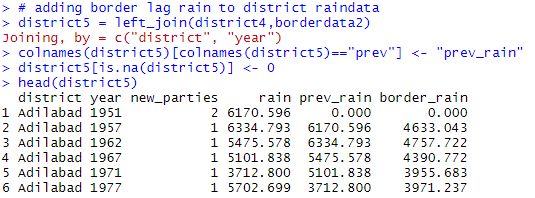 > # adding border lag rain to district raindata
> district5 = left_join(district4,borderdata2)
Joining, by = c("district", "year")
> colnames(district5)[colnames(district5)=="prev"] <- "prev_rain"
> district5[is.na(district5)] <- 0
> head(district5)
  district year new_parties     rain prev_rain border_rain
1 Adilabad 1951           2 6170.596     0.000       0.000
2 Adilabad 1957           1 6334.793  6170.596    4633.043
3 Adilabad 1962           1 5475.578  6334.793    4757.722
4 Adilabad 1967           1 5101.838  5475.578    4390.772
5 Adilabad 1971           1 3712.800  5101.838    3955.683
6 Adilabad 1977           1 5702.699  3712.800    3971.237